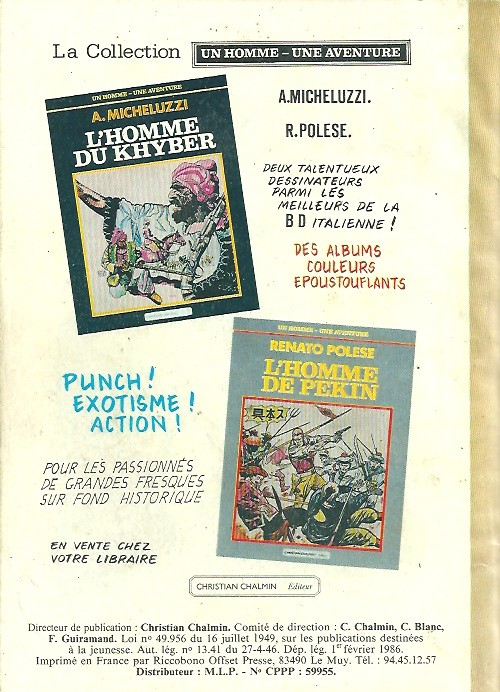 La Collection UN HOMME – UNE AVENTURE
UN HOMME – UNE AVENTURE
A. MICHELUZZI
L'HOMME
DU KHYBER
A.MICHELUZZI.
R.POLESE.
DEUX TALENTUEUX
DESSINATEURS
PARMI LES
MEILLEURS DE LA
BD ITALIENNE !
DES ALBUMS
COULEURS
EPOUSTOUFLANTS
UN HOMME – UNE AVENTURE
RENATO POLESE
L'HOMME
DE PEKIN
PUNCH !
EXOTISME !
ACTION !
POUR LES PASSIONNÉS
DE GRANDES FRESQUES
SUR FOND HISTORIQUE
EN VENTE CHEZ
VOTRE LIBRAIRE
CHRISTIAN CHALMIN Editeur
Directeur de publication : Christian Chalmin. Comité de direction : C. Chalmin, C. Blanc,
F. Guiramand. Loi nº 49.956 du 16 juillet 1949, sur les publications destinées
à la jeunesse. Aut. lég. nº 13.41 du 27-4-46. Dép. lég. 1er février 1986.
Imprimé en France par Riccobono Offset Presse, 83490 Le Muy. Tél. : 94.45.12.57
Distributeur : M.L.P. - Nº CPPP : 59955.